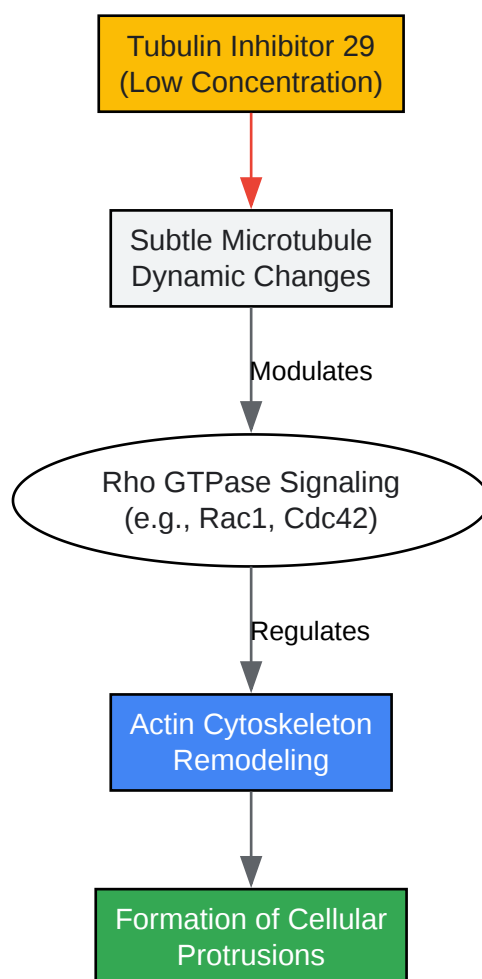 Tubulin Inhibitor 29
(Low Concentration)
Subtle Microtubule
Dynamic Changes
Modulates
Rho GTPase Signaling
(e.g., Rac1, Cdc42)
Regulates
Actin Cytoskeleton
Remodeling
Formation of Cellular
Protrusions